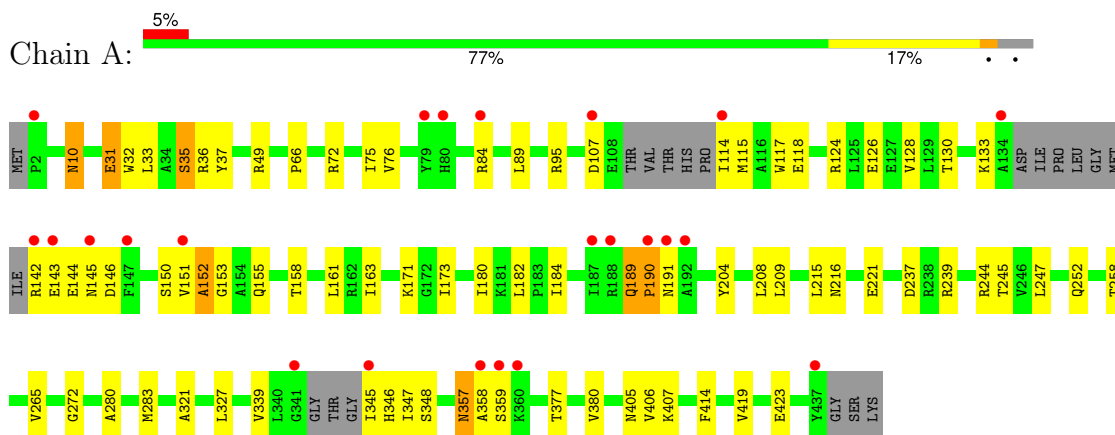 5%
Chain A:
77% 17% • •
MET P2 N10 E31 W32 L33 A34 S35 R36 Y37 R49 P66 R72 I75 V76 Y79 H80 R84 L89 R95 D107 E108 THR VAL THR HIS PRO I114 M115 A116 W117 E118 R124 L125 E126 E127 V128 L129 T130 K133 A134 ASP ILE PRO LEU GLY MET
ILE R142 E143 E144 N145 D146 F147 S150 V151 A152 G153 A154 Q155 T158 L161 R162 I163 K171 G172 I173 I180 K181 L182 P183 I184 I187 R188 Q189 P190 N191 A192 Y204 L208 L209 L215 N216 E221 D237 R238 R239 R244 T245 V246 L247 Q252 T258
V265 G272 A280 M283 A321 L327 V339 L340 G341 GLY THR GLY I345 H346 I347 S348 N357 A358 S359 K360 T377 V380 N405 V406 K407 F414 V419 E423 Y437 GLY SER LYS